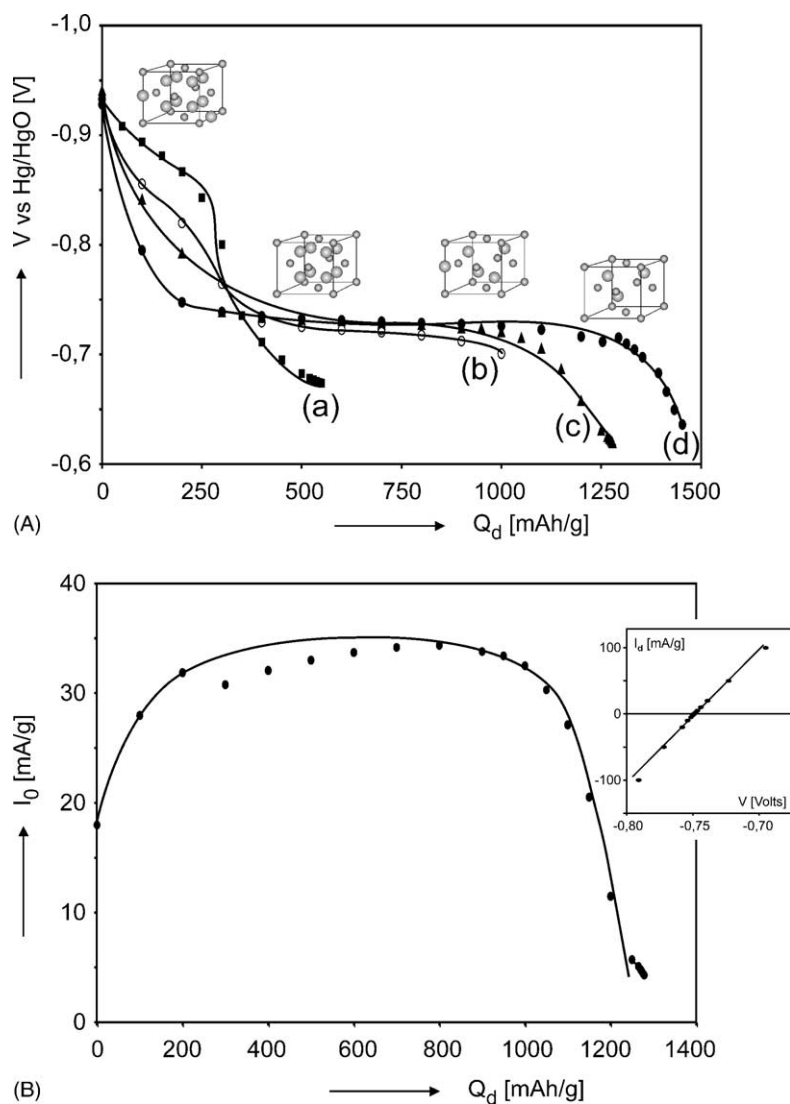 -1,0
-0,9
-0,8
-0,7
-0,6
V vs Hg/HgO [V]
(a)
(b)
(c)
(d)
0 250 500 750 1000 1250 1500
(A)
Q_d [mAh/g]
40
30
20
10
0
I_0 [mA/g]
I_d [mA/g]
100
0
-100
V [Volts]
-0,80 -0,75 -0,70
0 200 400 600 800 1000 1200 1400
(B)
Q_d [mAh/g]